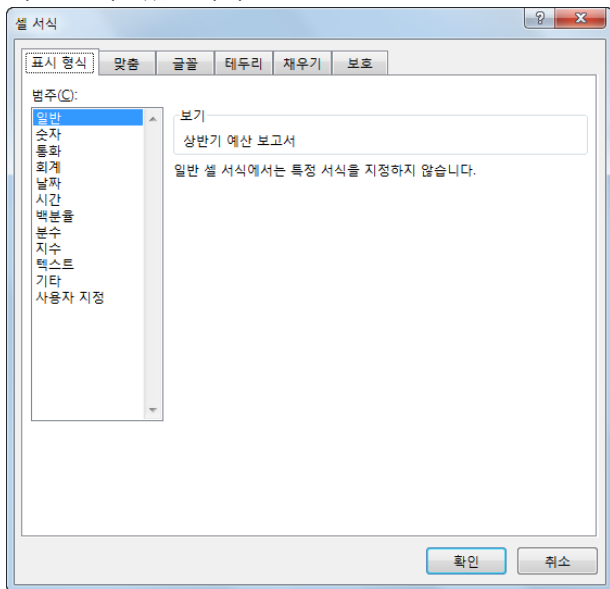 셀 서식
표시 형식 맞춤 글꼴 테두리 채우기 보호
범주(C):
일반
숫자
통화
회계
날짜
시간
백분율
분수
지수
텍스트
기타
사용자 지정
보기
상반기 예산 보고서
일반 셀 서식에서는 특정 서식을 지정하지 않습니다.
확인 취소